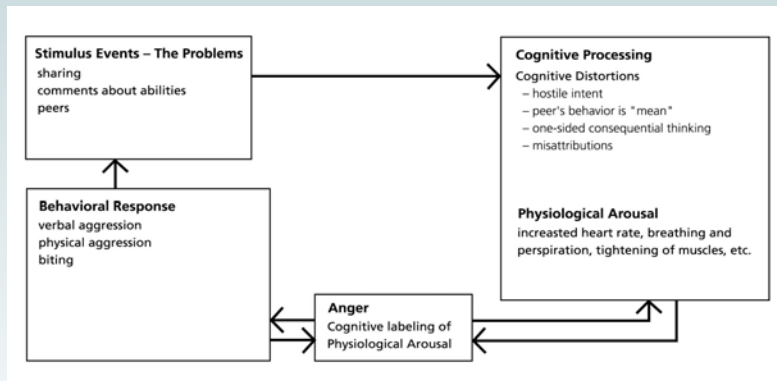 Stimulus Events – The Problems
sharing
comments about abilities
peers
Cognitive Processing
Cognitive Distortions
– hostile intent
– peer's behavior is "mean"
– one-sided consequential thinking
– misattributions
Physiological Arousal
increasted heart rate, breathing and
perspiration, tightening of muscles, etc.
Behavioral Response
verbal aggression
physical aggression
biting
Anger
Cognitive labeling of
Physiological Arousal